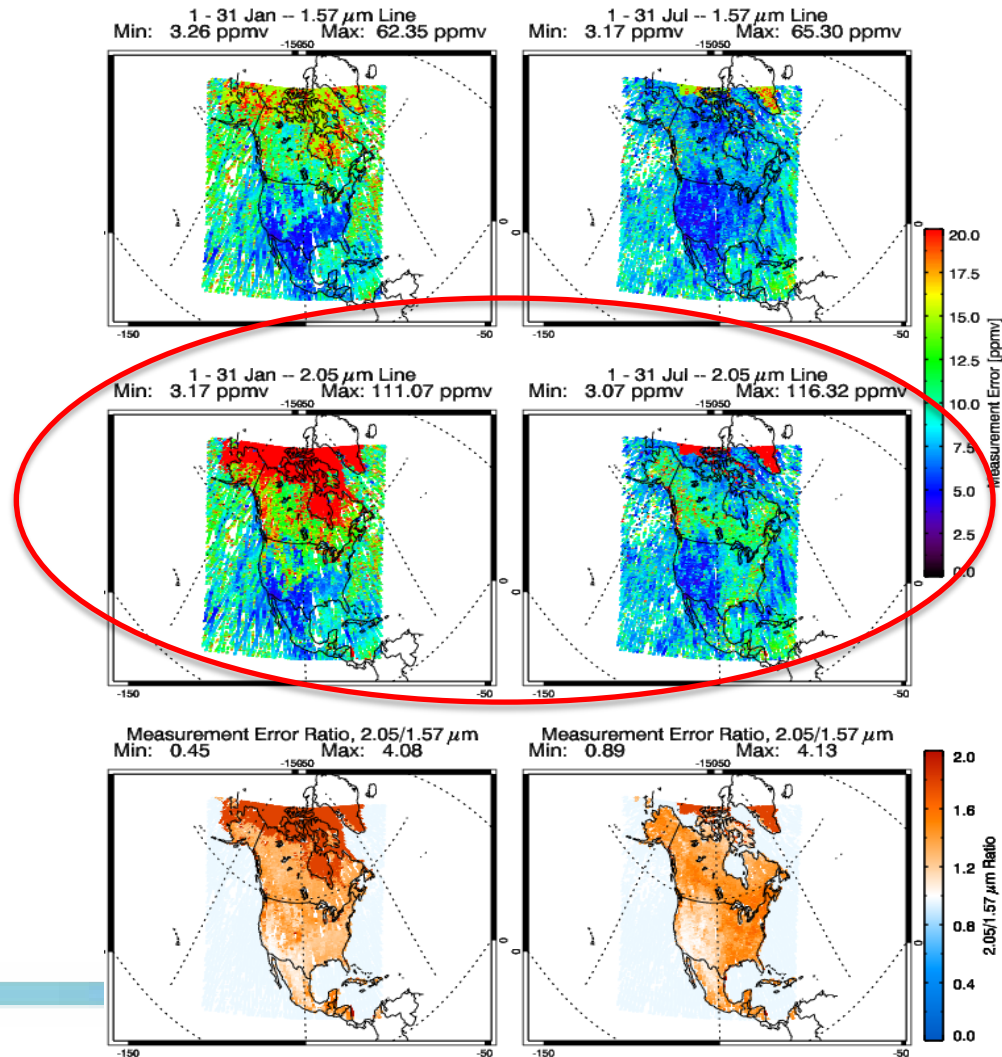 1 - 31 Jan -- 1.57 μm Line
Min: 3.26 ppmv Max: 62.35 ppmv
1 - 31 Jul -- 1.57 μm Line
Min: 3.17 ppmv Max: 65.30 ppmv
0
0
-150
-50
-150
-50
1 - 31 Jan -- 2.05 μm Line
Min: 3.17 ppmv Max: 111.07 ppmv
1 - 31 Jul -- 2.05 μm Line
Min: 3.07 ppmv Max: 116.32 ppmv
0
0
-150
-50
-150
-50
20.0
17.5
15.0
12.5
10.0
7.5
5.0
2.5
0.0
Measurement Error [ppmv]
Measurement Error Ratio, 2.05/1.57 μm
Min: 0.45 Max: 4.08
Measurement Error Ratio, 2.05/1.57 μm
Min: 0.89 Max: 4.13
0
0
-150
-50
-150
-50
2.0
1.6
1.2
0.8
0.4
0.0
2.05/1.57 μm Ratio